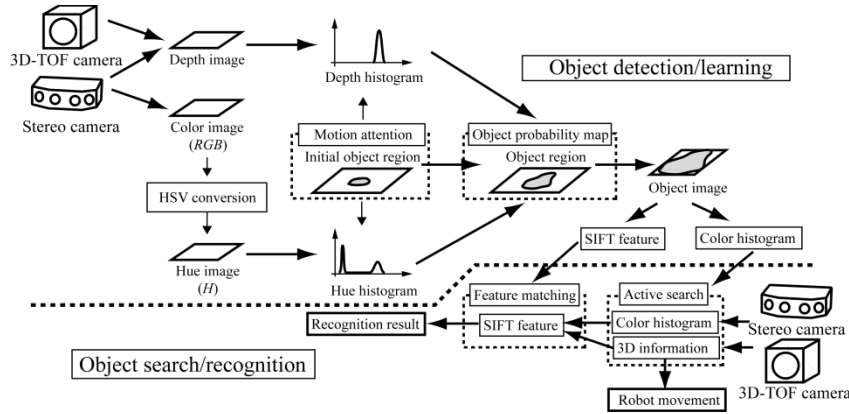 3D-TOF camera
Stereo camera
Depth image
Color image
(RGB)
HSV conversion
Hue image
(H)
Depth histogram
Motion attention
Initial object region
Hue histogram
Object detection/learning
Object probability map
Object region
Object image
SIFT feature
Color histogram
Feature matching
SIFT feature
Recognition result
Active search
Color histogram
3D information
Robot movement
Stereo camera
3D-TOF camera
Object search/recognition